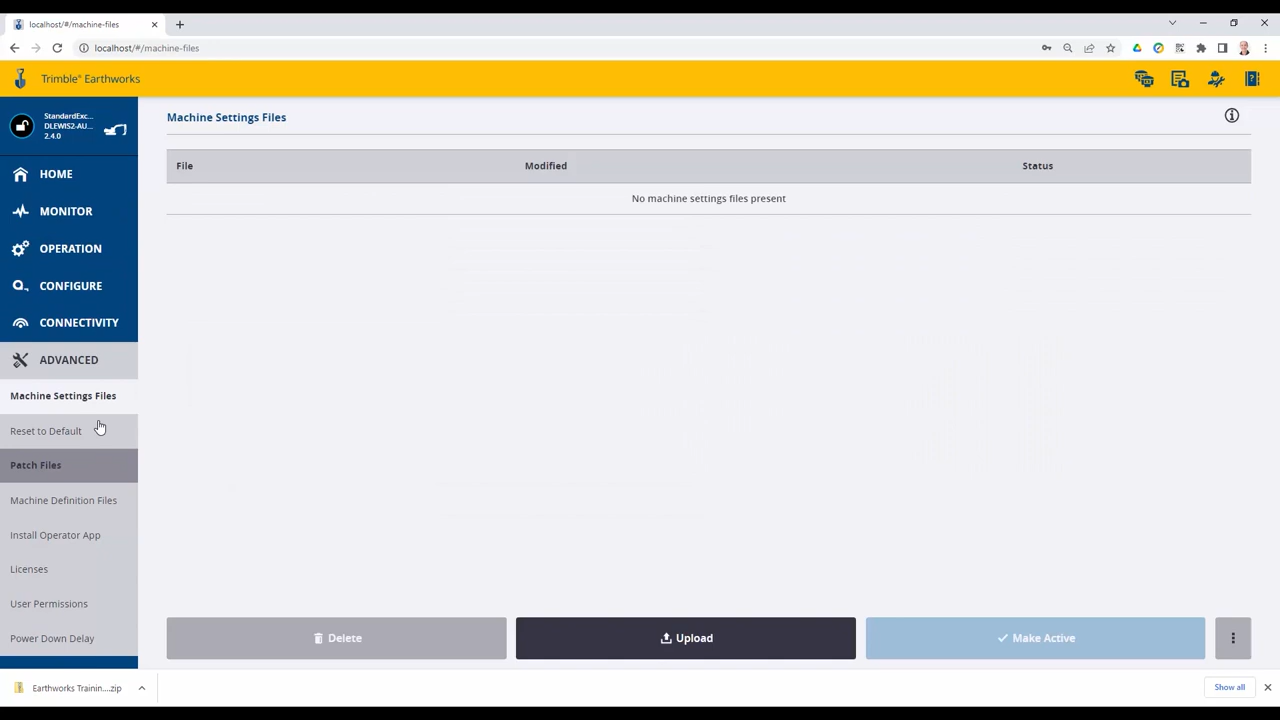 localhost/#/machine-files
localhost/#/machine-files
Trimble® Earthworks
StandardExc...
DLEWIS2-AU...
2.4.0
HOME
MONITOR
OPERATION
CONFIGURE
CONNECTIVITY
ADVANCED
Machine Settings Files
Reset to Default
Patch Files
Machine Definition Files
Install Operator App
Licenses
User Permissions
Power Down Delay
Machine Settings Files
File Modified Status
No machine settings files present
Delete Upload Make Active
Earthworks Trainin....zip
Show all